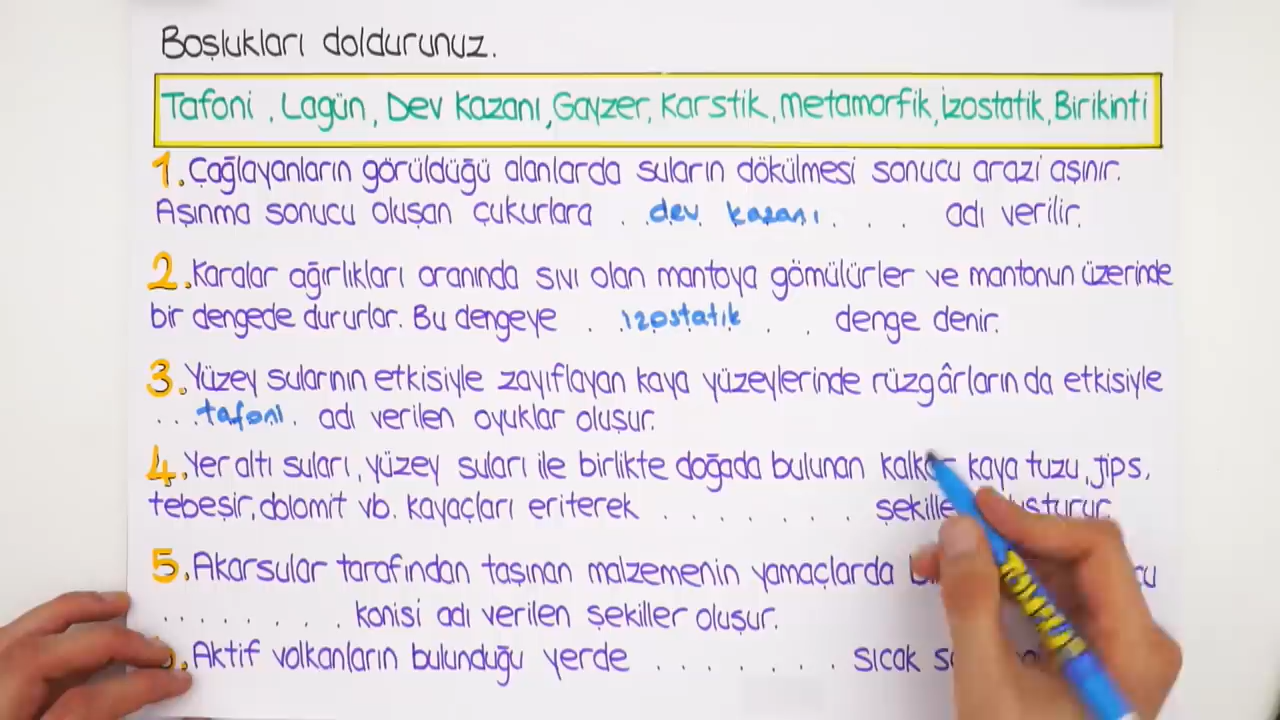 Boşlukları doldurunuz.
Tafoni, Lagün, Dev Kazanı, Gayzer, Karstik, Metamorfik, İzostatik, Birikinti
1. Çağlayanların görüldüğü alanlarda suların dökülmesi sonucu arazi aşınır.
Aşınma sonucu oluşan çukurlara . dev kazanı . . . adı verilir.
2. Karalar ağırlıkları oranında sıvı olan mantoya gömülürler ve mantonun üzerinde
bir dengede dururlar. Bu dengeye . izostatik . . denge denir.
3. Yüzey sularının etkisiyle zayıflayan kaya yüzeylerinde rüzgârların da etkisiyle
. . . tafoni . adı verilen oyuklar oluşur.
4. Yer altı suları, yüzey suları ile birlikte doğada bulunan kaya tuzu, jips,
tebeşir, dolomit vb. kayaçları eriterek . . . . . . .
5. Akarsular tarafından taşınan malzemenin yamaçlarda
. . . . . . . . konisi adı verilen şekiller oluşur.
Aktif volkanların bulunduğu yerde . . . . . . . sıcak